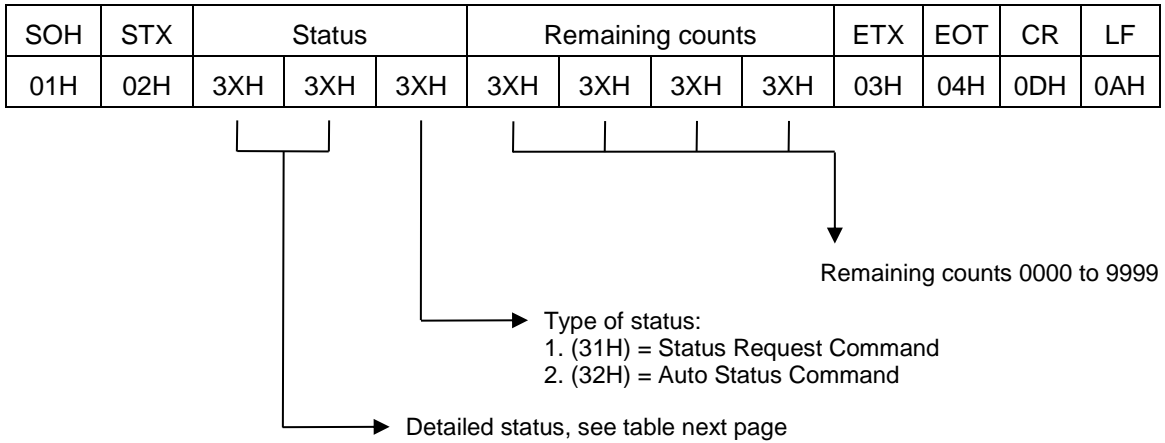 SOH STX Status Remaining counts ETX EOT CR LF
01H 02H 3XH 3XH 3XH 3XH 3XH 3XH 3XH 03H 04H 0DH 0AH
Remaining counts 0000 to 9999
Type of status:
1. (31H) = Status Request Command
2. (32H) = Auto Status Command
Detailed status, see table next page